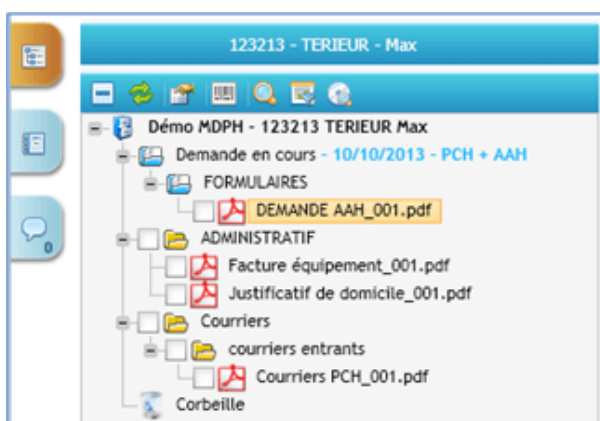 123213 - TERIEUR - Max
Démo MDPH - 123213 TERIEUR Max
Demande en cours - 10/10/2013 - PCH + AAH
FORMULAIRES
DEMANDE AAH_001.pdf
ADMINISTRATIF
Facture équipement_001.pdf
Justificatif de domicile_001.pdf
0
Courriers
courriers entrants
Courriers PCH_001.pdf
Corbeille